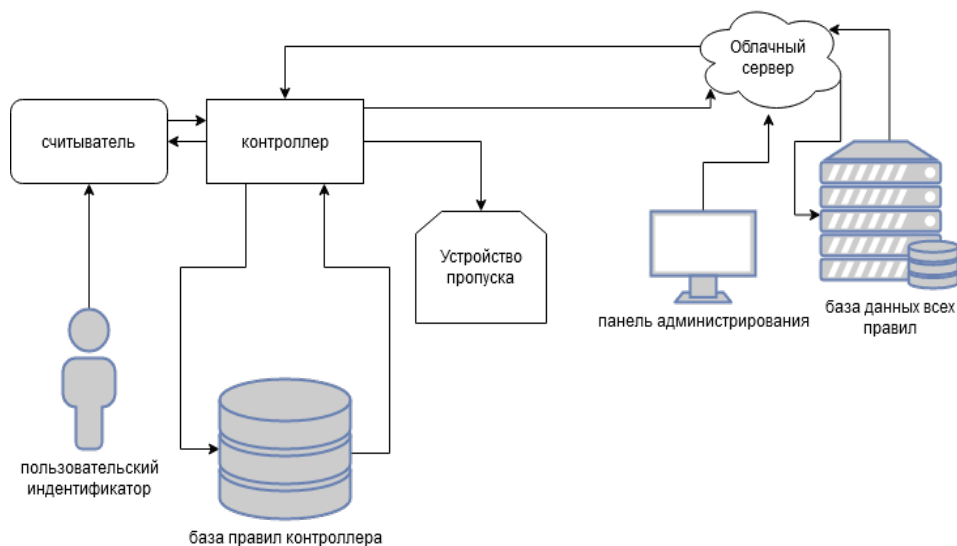 Облачный
сервер
считыватель
контроллер
Устройство
пропуска
панель администрирования
база данных всех
правил
пользовательский
индентификатор
база правил контроллера